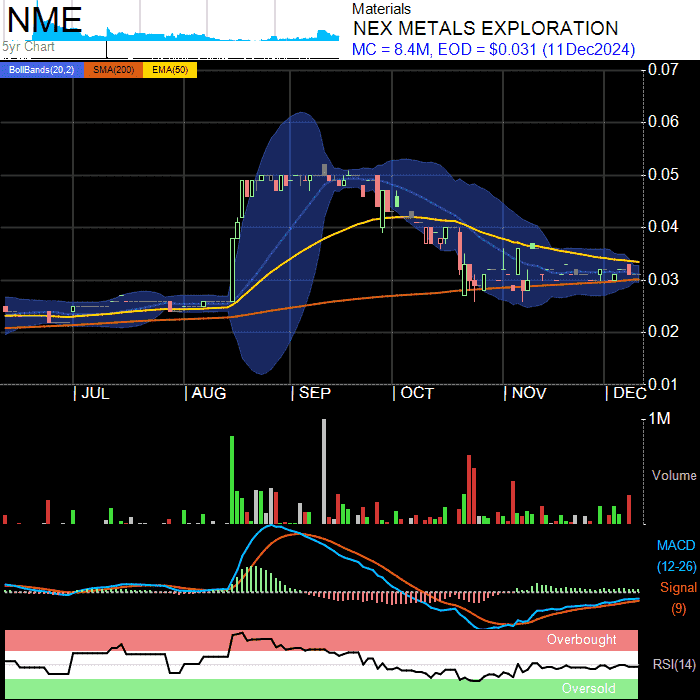 NME
5yr Chart
Materials
NEX METALS EXPLORATION
MC = 8.4M, EOD = $0.031 (11Dec2024)
BollBands(20,2) SMA(200) EMA(50)
0.07
0.06
0.05
0.04
0.03
0.02
0.01
JUL AUG SEP OCT NOV DEC
1M
Volume
MACD
(12-26)
Signal
(9)
Overbought
RSI(14)
Oversold